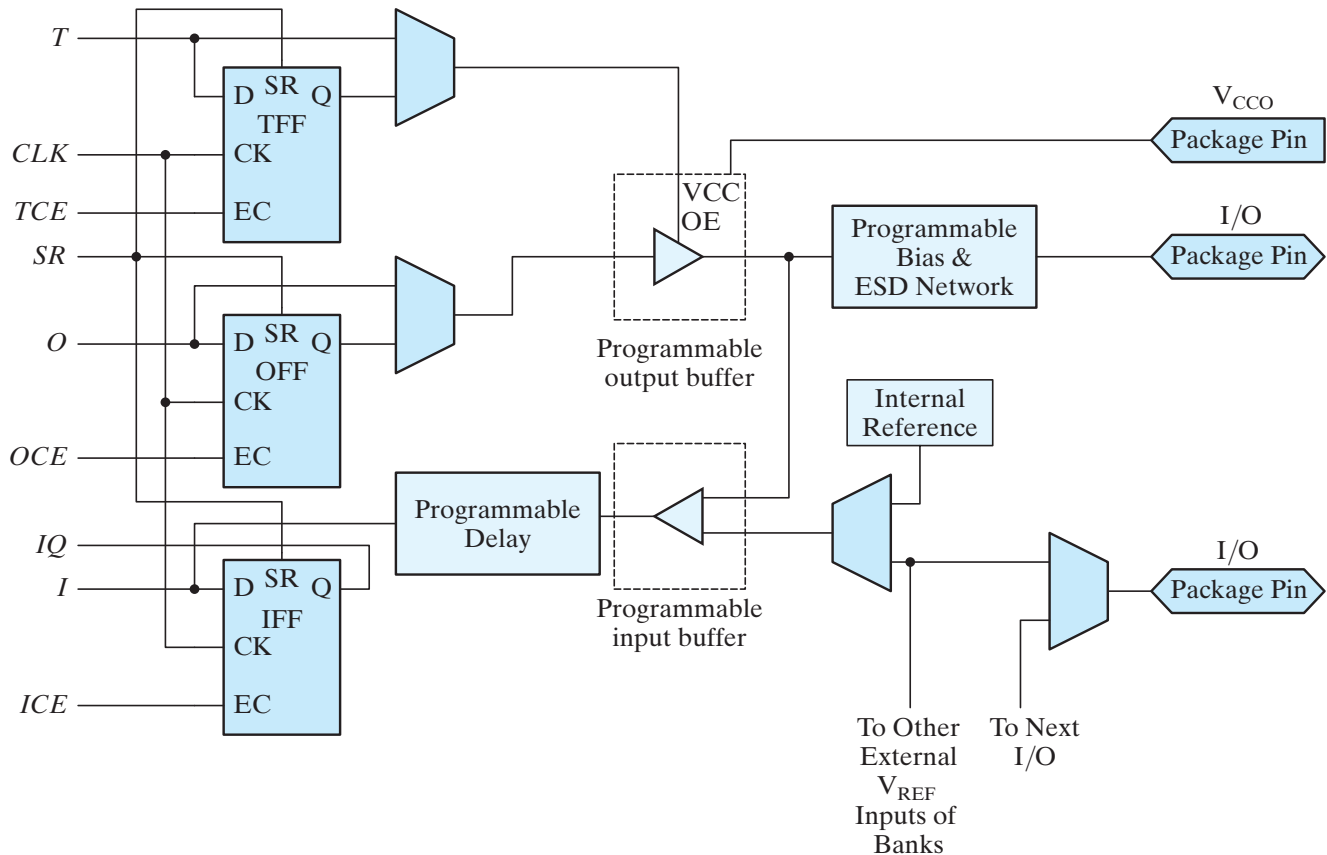 T
SR
D
Q
TFF
CLK
CK
TCE
EC
VCC
OE
V_CCO
Package Pin
SR
I/O
Package Pin
Programmable
Bias &
ESD Network
O
SR
D
Q
OFF
CK
OCE
EC
Programmable
output buffer
Internal
Reference
Programmable
Delay
IQ
I
SR
D
Q
IFF
CK
ICE
EC
Programmable
input buffer
I/O
Package Pin
To Other
External
V_REF
Inputs of
Banks
To Next
I/O